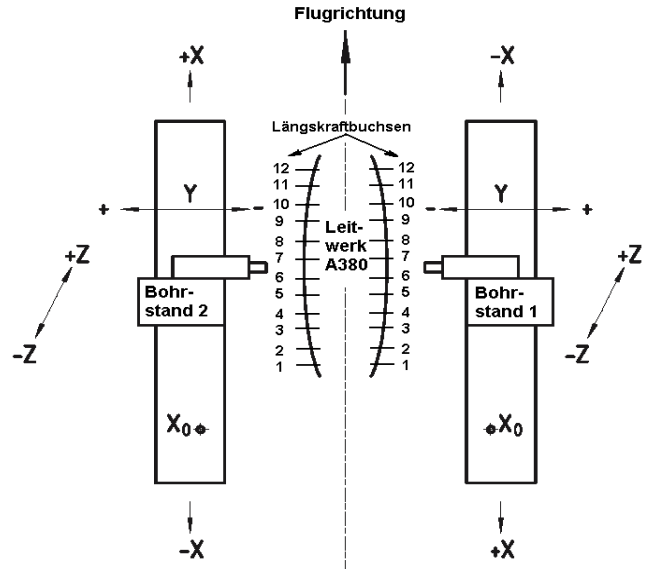 Flugrichtung
+X
-X
Längskraftbuchsen
12 12
11 11
10 10
9 9
8 8
7 7
6 6
5 5
4 4
3 3
2 2
1 1
Y
+ -
Y
- +
Leit-
werk
A380
+Z
-Z
+Z
-Z
Bohr-
stand 2
Bohr-
stand 1
X₀
X₀
-X
+X